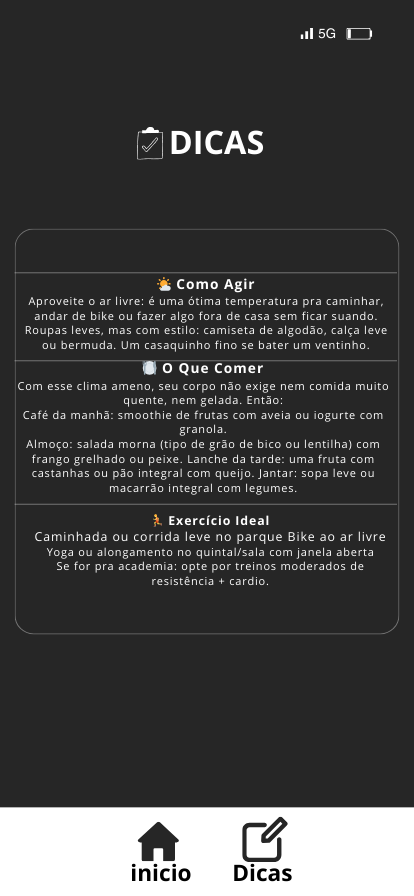 5G
DICAS
Como Agir
Aproveite o ar livre: é uma ótima temperatura pra caminhar,
andar de bike ou fazer algo fora de casa sem ficar suando.
Roupas leves, mas com estilo: camiseta de algodão, calça leve
ou bermuda. Um casaquinho fino se bater um ventinho.
O Que Comer
Com esse clima ameno, seu corpo não exige nem comida muito
quente, nem gelada. Então:
Café da manhã: smoothie de frutas com aveia ou iogurte com
granola.
Almoço: salada morna (tipo de grão de bico ou lentilha) com
frango grelhado ou peixe. Lanche da tarde: uma fruta com
castanhas ou pão integral com queijo. Jantar: sopa leve ou
macarrão integral com legumes.
Exercício Ideal
Caminhada ou corrida leve no parque Bike ao ar livre
Yoga ou alongamento no quintal/sala com janela aberta
Se for pra academia: opte por treinos moderados de
resistência + cardio.
inicio
Dicas